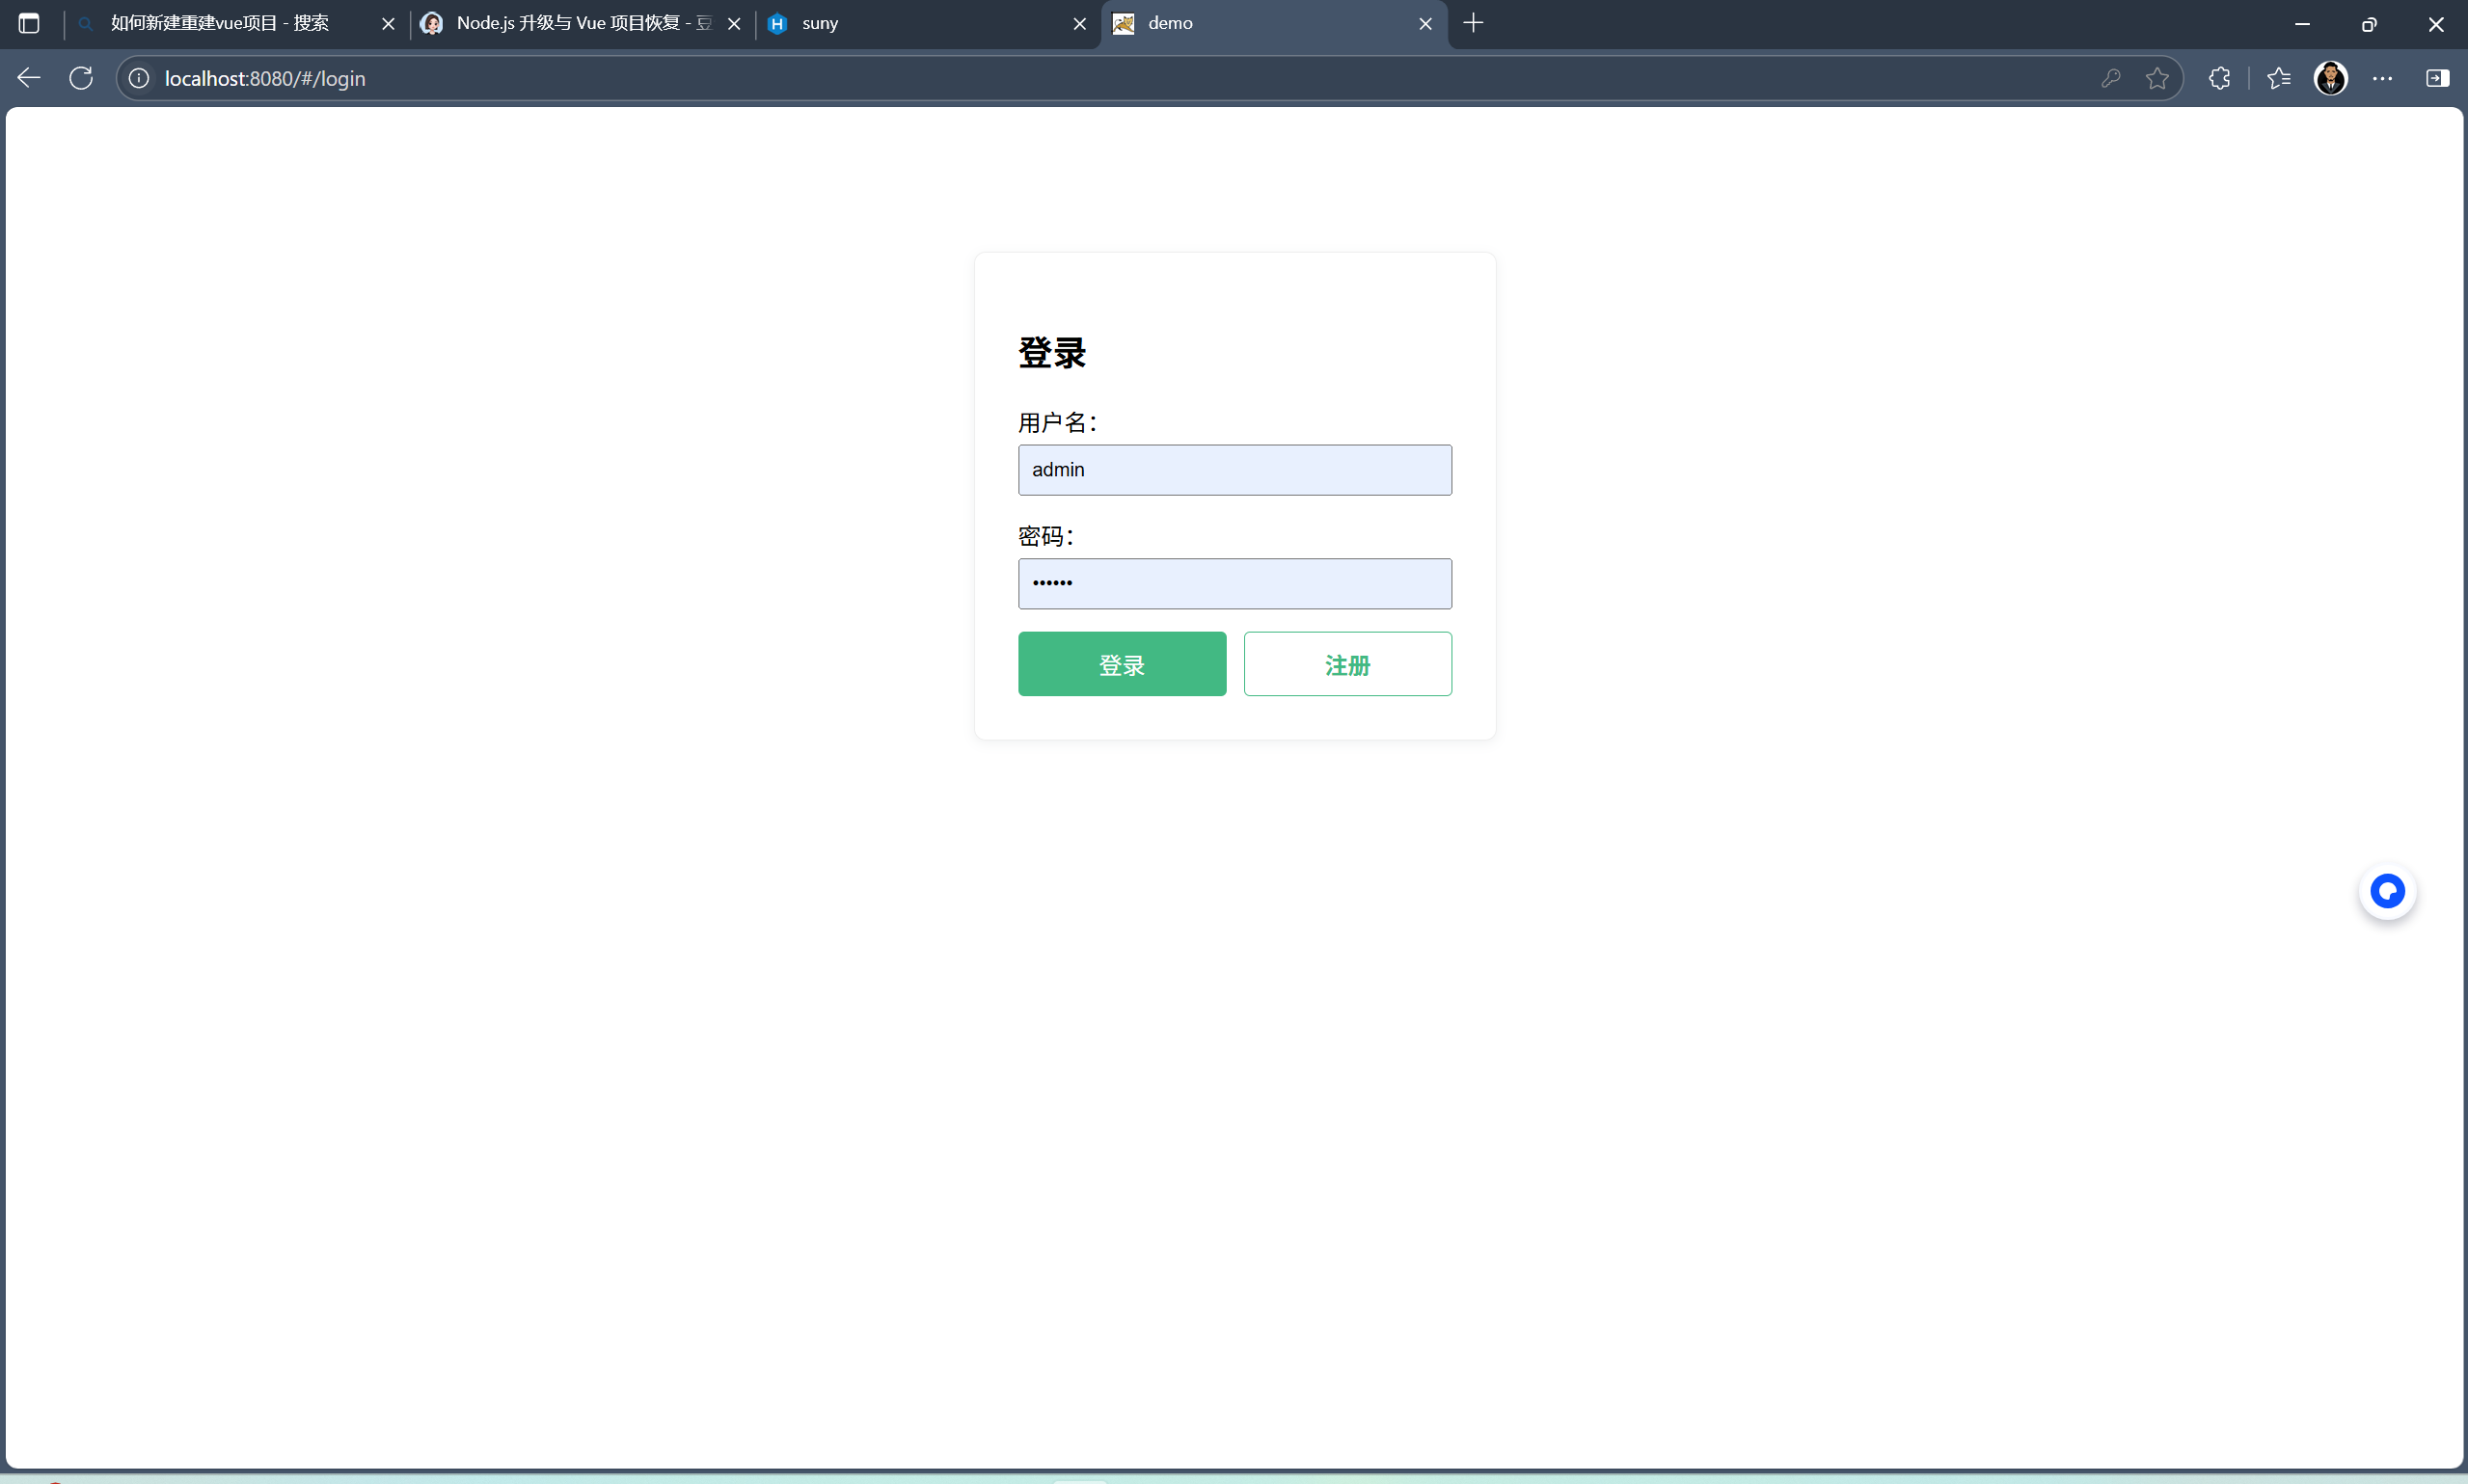 如何新建重建vue项目 - 搜索
Node.js 升级与 Vue 项目恢复 - 豆
suny
demo
localhost:8080/#/login
登录
用户名：
admin
密码：
••••••
登录
注册